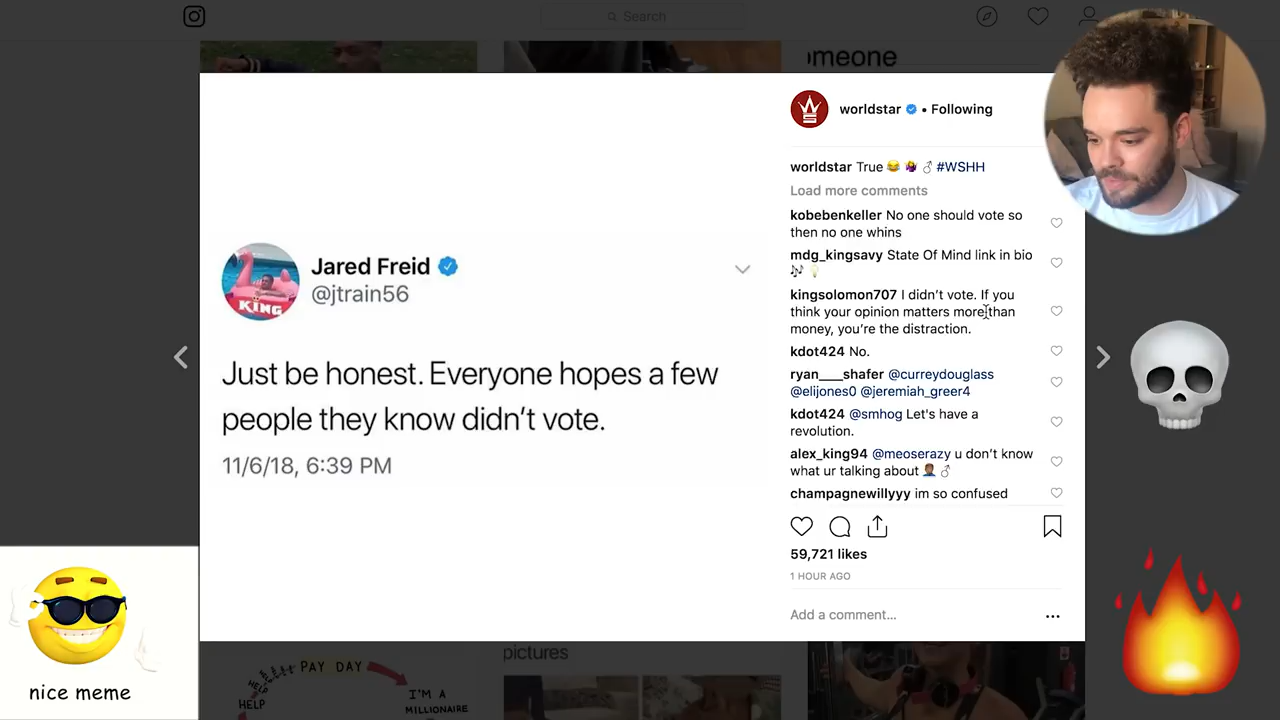 Search
omeone
worldstar • Following
worldstar True 😂 🤷 ♂ #WSHH
Load more comments
kobebenkeller No one should vote so
then no one whins
mdg_kingsavy State Of Mind link in bio
🎶 💡
kingsolomon707 I didn't vote. If you
think your opinion matters more than
money, you're the distraction.
kdot424 No.
ryan____shafer @curreydouglass
@elijones0 @jeremiah_greer4
kdot424 @smhog Let's have a
revolution.
alex_king94 @meoserazy u don't know
what ur talking about 🤦🏾 ♂
champagnewillyyy im so confused
59,721 likes
1 HOUR AGO
Add a comment...
Jared Freid
@jtrain56
KING
Just be honest. Everyone hopes a few
people they know didn't vote.
11/6/18, 6:39 PM
nice meme
PAY DAY
HELP
HELP
I'M A
MILLIONAIRE
pictures